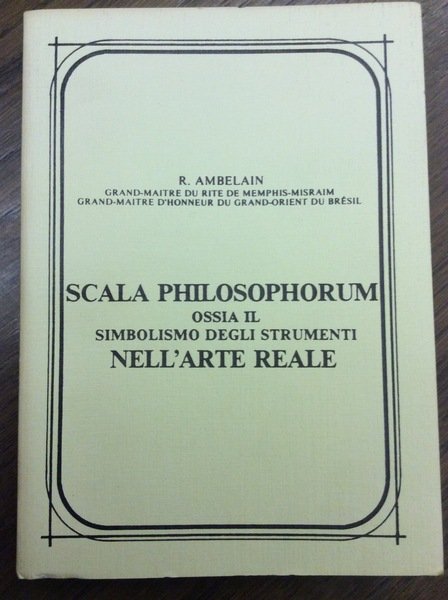 R. AMBELAIN
GRAND-MAITRE DU RITE DE MEMPHIS-MISRAIM
GRAND-MAITRE D'HONNEUR DU GRAND-ORIENT DU BRÉSIL
SCALA PHILOSOPHORUM
OSSIA IL
SIMBOLISMO DEGLI STRUMENTI
NELL'ARTE REALE